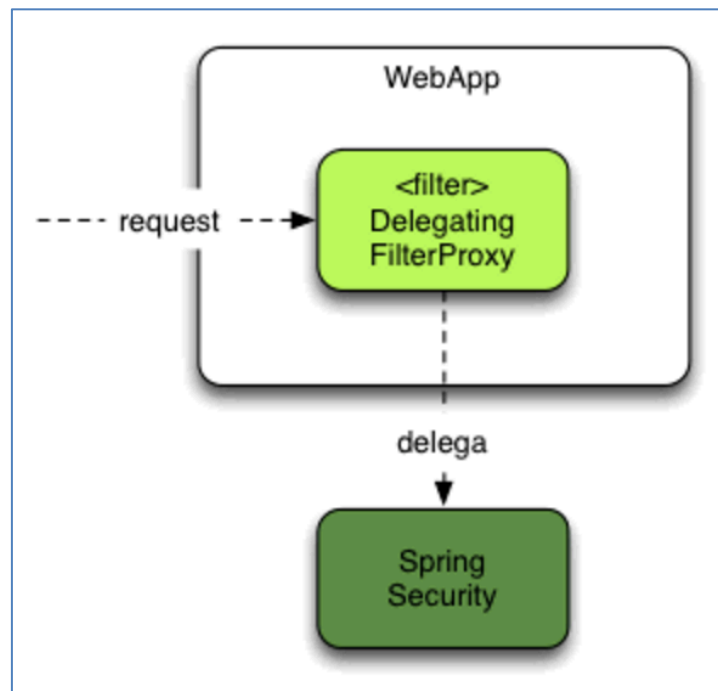 WebApp
<filter>
Delegating
FilterProxy
request
delega
Spring
Security